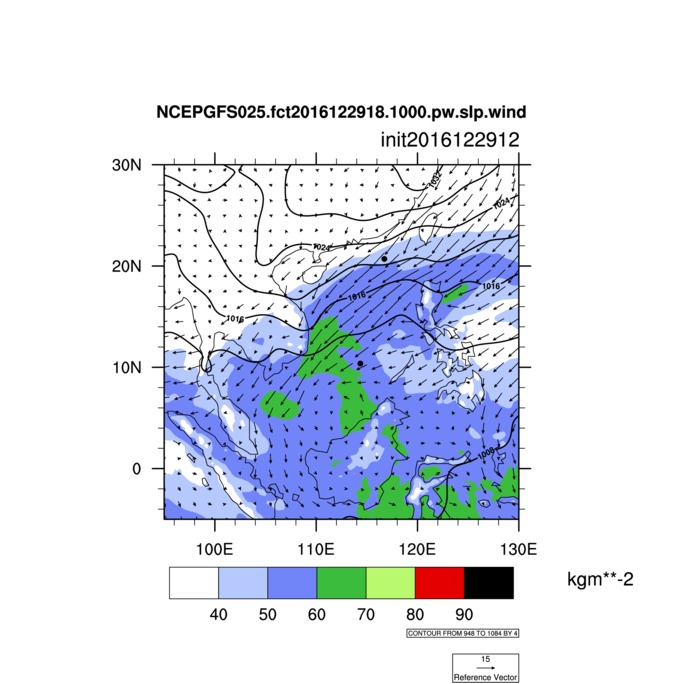 NCEPGFS025.fct2016122918.1000.pw.slp.wind
init2016122912
30N
20N
10N
0
1032
1024
1024
1016
1016
1016
1008
100E 110E 120E 130E
kgm**-2
40 50 60 70 80 90
CONTOUR FROM 948 TO 1084 BY 4
15
Reference Vector